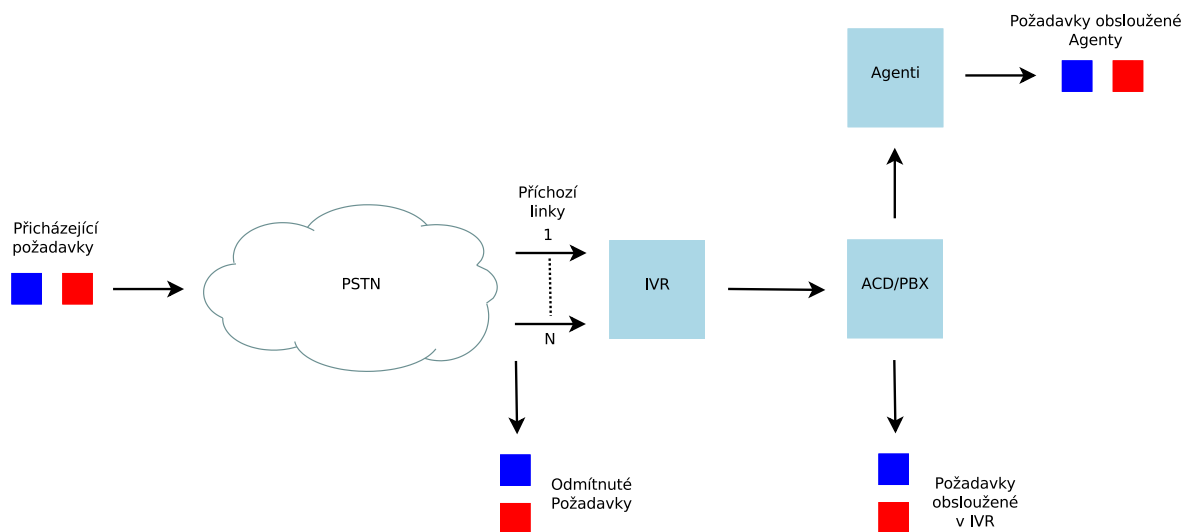 Požadavky obsloužené
Agenty
Agenti
Příchozí
linky
1
Přicházející
požadavky
PSTN
IVR
ACD/PBX
N
Odmítnuté
Požadavky
Požadavky
obsloužené
v IVR